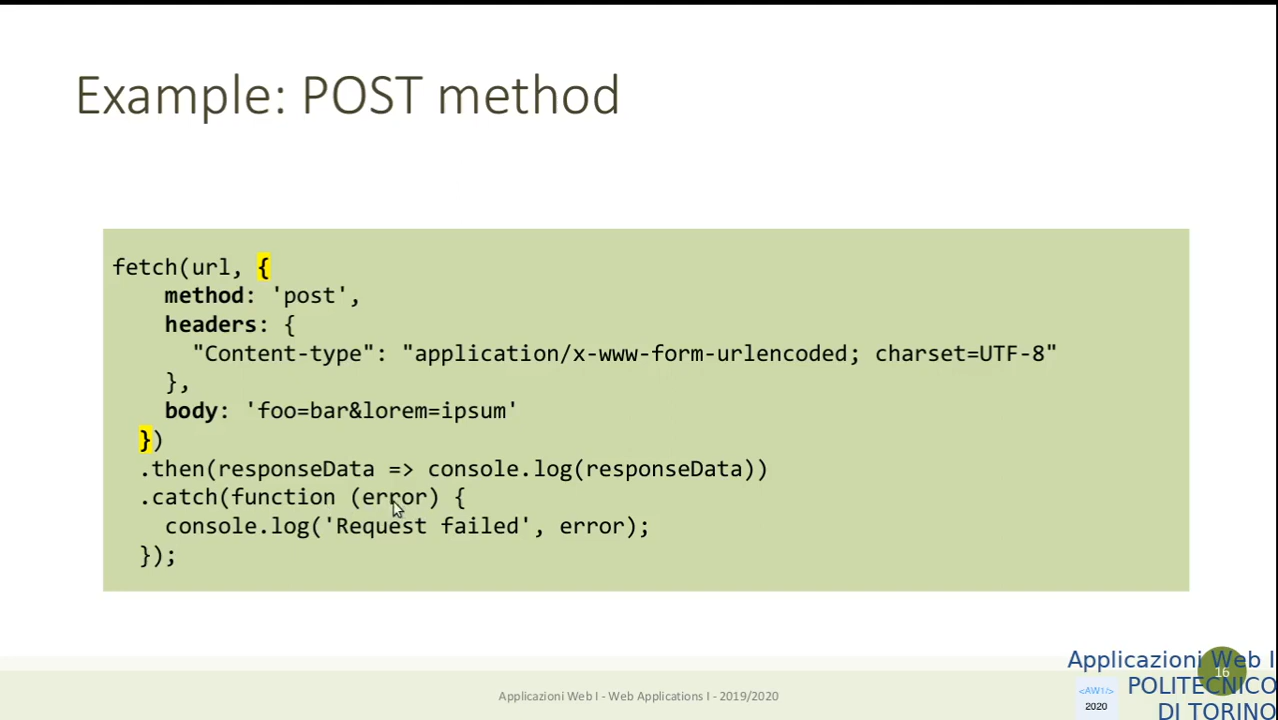 Example: POST method
fetch(url, {
    method: 'post',
    headers: {
      "Content-type": "application/x-www-form-urlencoded; charset=UTF-8"
    },
    body: 'foo=bar&lorem=ipsum'
  })
  .then(responseData => console.log(responseData))
  .catch(function (error) {
    console.log('Request failed', error);
  });
Applicazioni Web I - Web Applications I - 2019/2020
16
Applicazioni Web I
POLITECNICO
DI TORINO
<AW1/>
2020